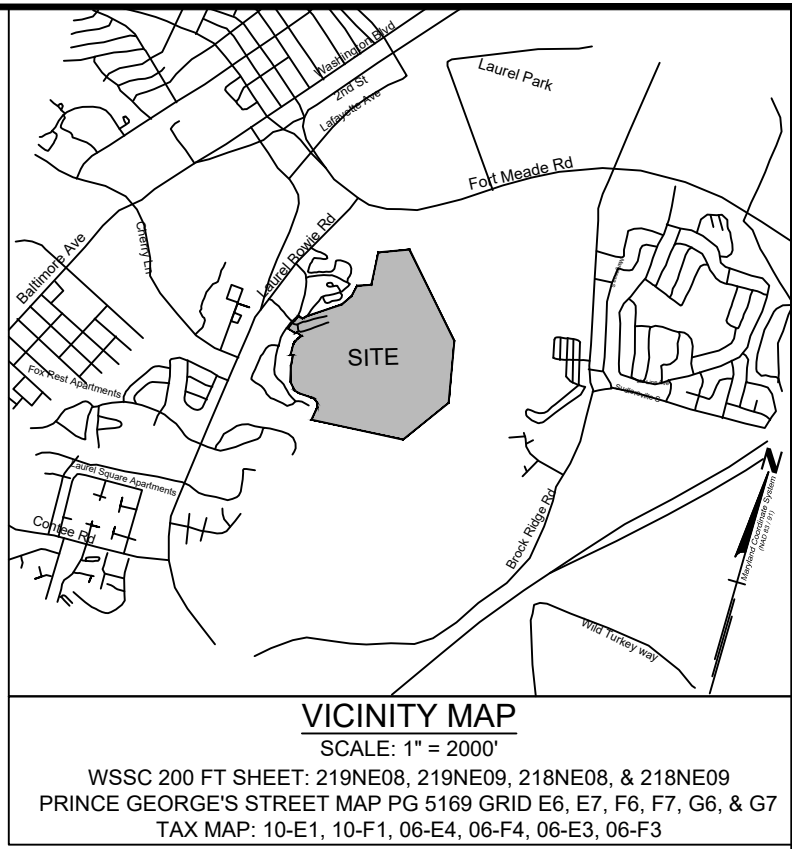 Washington Blvd
2nd St
Lafayette Ave
Laurel Park
Fort Meade Rd
Laurel Bowie Rd
Cherry Ln
Baltimore Ave
SITE
Fox Rest Apartments
Laurel Square Apartments
Contee Rd
Brock Ridge Rd
Wild Turkey way
N
Maryland Coordinate System
(NAD 83 / 91)
VICINITY MAP
SCALE: 1" = 2000'
WSSC 200 FT SHEET: 219NE08, 219NE09, 218NE08, & 218NE09
PRINCE GEORGE'S STREET MAP PG 5169 GRID E6, E7, F6, F7, G6, & G7
TAX MAP: 10-E1, 10-F1, 06-E4, 06-F4, 06-E3, 06-F3